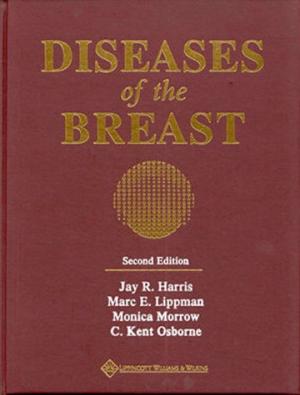 DISEASES
of the
BREAST
Second Edition
Jay R. Harris
Marc E. Lippman
Monica Morrow
C. Kent Osborne
LIPPINCOTT WILLIAMS & WILKINS